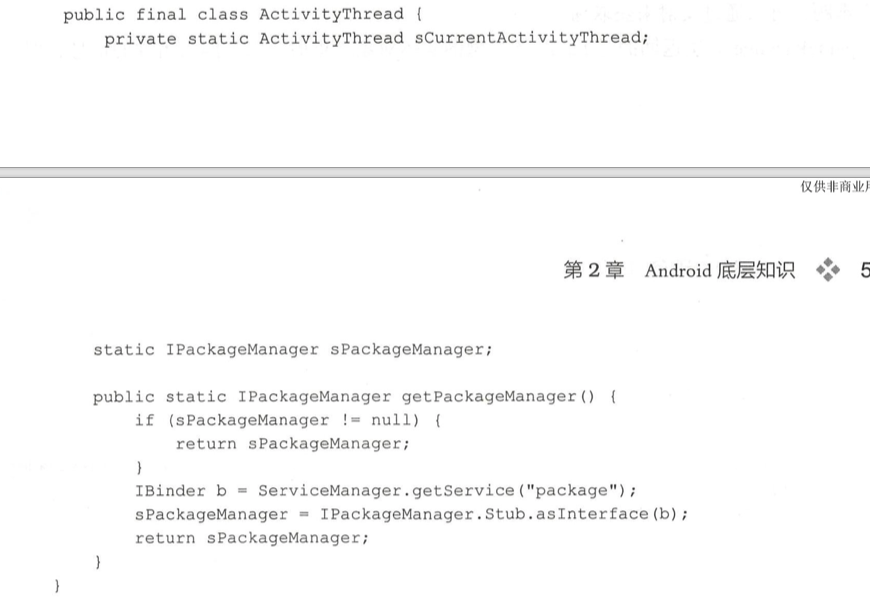 public final class ActivityThread {
    private static ActivityThread sCurrentActivityThread;
仅供非商业
第 2 章 Android 底层知识 ❖ 5
    static IPackageManager sPackageManager;
    public static IPackageManager getPackageManager() {
        if (sPackageManager != null) {
            return sPackageManager;
        }
        IBinder b = ServiceManager.getService("package");
        sPackageManager = IPackageManager.Stub.asInterface(b);
        return sPackageManager;
    }
}